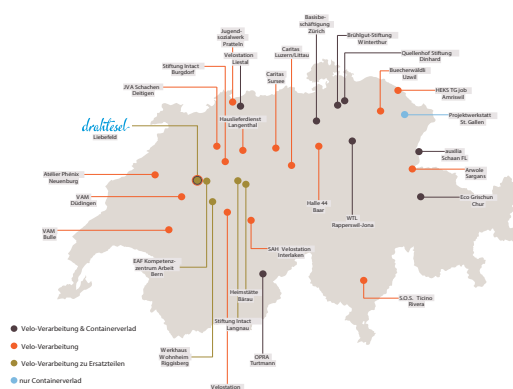 Jugend-
sozialwerk
Pratteln
Velostation
Liestal
Basisbe-
schäftigung
Zürich
Brühlgut-Stiftung
Winterthur
Quellenhof Stiftung
Dinhard
Stiftung Intact
Burgdorf
Caritas
Luzern/Littau
Caritas
Sursee
Buecherwäldli
Uzwil
HEKS TG job
Amriswil
JVA Schachen
Deitigen
Hauslieferdienst
Langenthal
Projektwerkstatt
St. Gallen
drahtesel-
Liebefeld
auxilia
Schaan FL
Atelier Phénix
Neuenburg
Arwole
Sargans
VAM
Düdingen
Halle 44
Baar
Eco Grischun
Chur
WTL
Rapperswil-Jona
VAM
Bulle
SAH Velostation
Interlaken
EAF Kompetenz-
zentrum Arbeit
Bern
Heimstätte
Bärau
S.O.S. Ticino
Rivera
Stiftung Intact
Langnau
Velo-Verarbeitung & Containerverlad
Velo-Verarbeitung
Velo-Verarbeitung zu Ersatzteilen
nur Containerverlad
Werkhaus
Wohnheim
Riggisberg
OPRA
Turtmann
Velostation